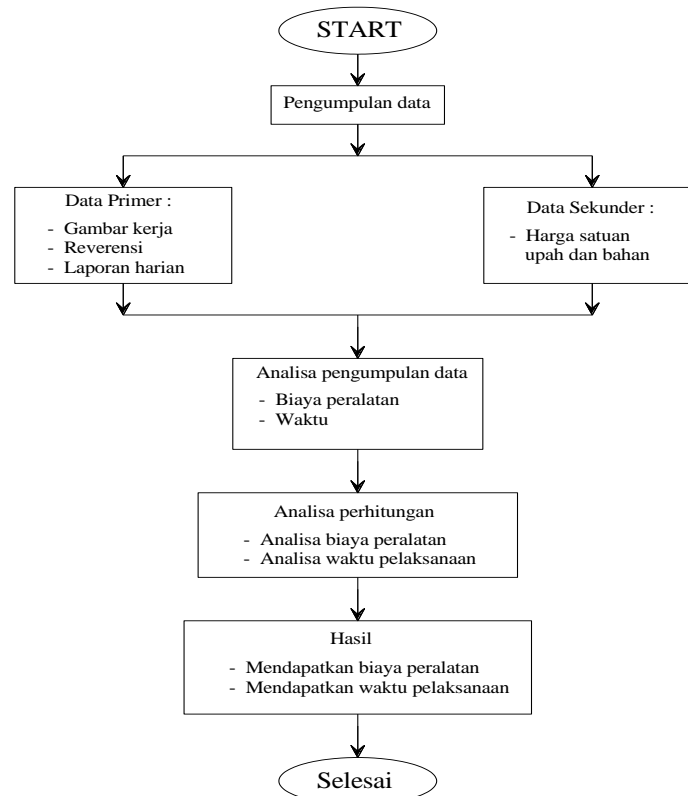 START
Pengumpulan data
Data Primer :
- Gambar kerja
- Reverensi
- Laporan harian
Data Sekunder :
- Harga satuan
upah dan bahan
Analisa pengumpulan data
- Biaya peralatan
- Waktu
Analisa perhitungan
- Analisa biaya peralatan
- Analisa waktu pelaksanaan
Hasil
- Mendapatkan biaya peralatan
- Mendapatkan waktu pelaksanaan
Selesai